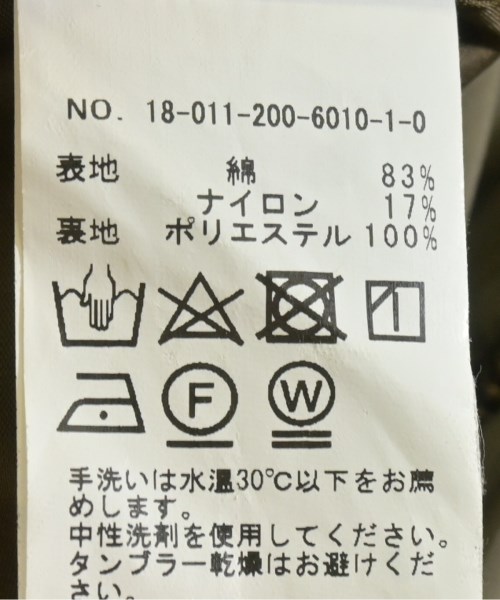 NO. 18-011-200-6010-1-0
表地 綿 83%
ナイロン 17%
裏地 ポリエステル 100%
F W
手洗いは水温30℃以下をお薦
めします。
中性洗剤を使用してください。
タンブラー乾燥はお避けくだ
さい。